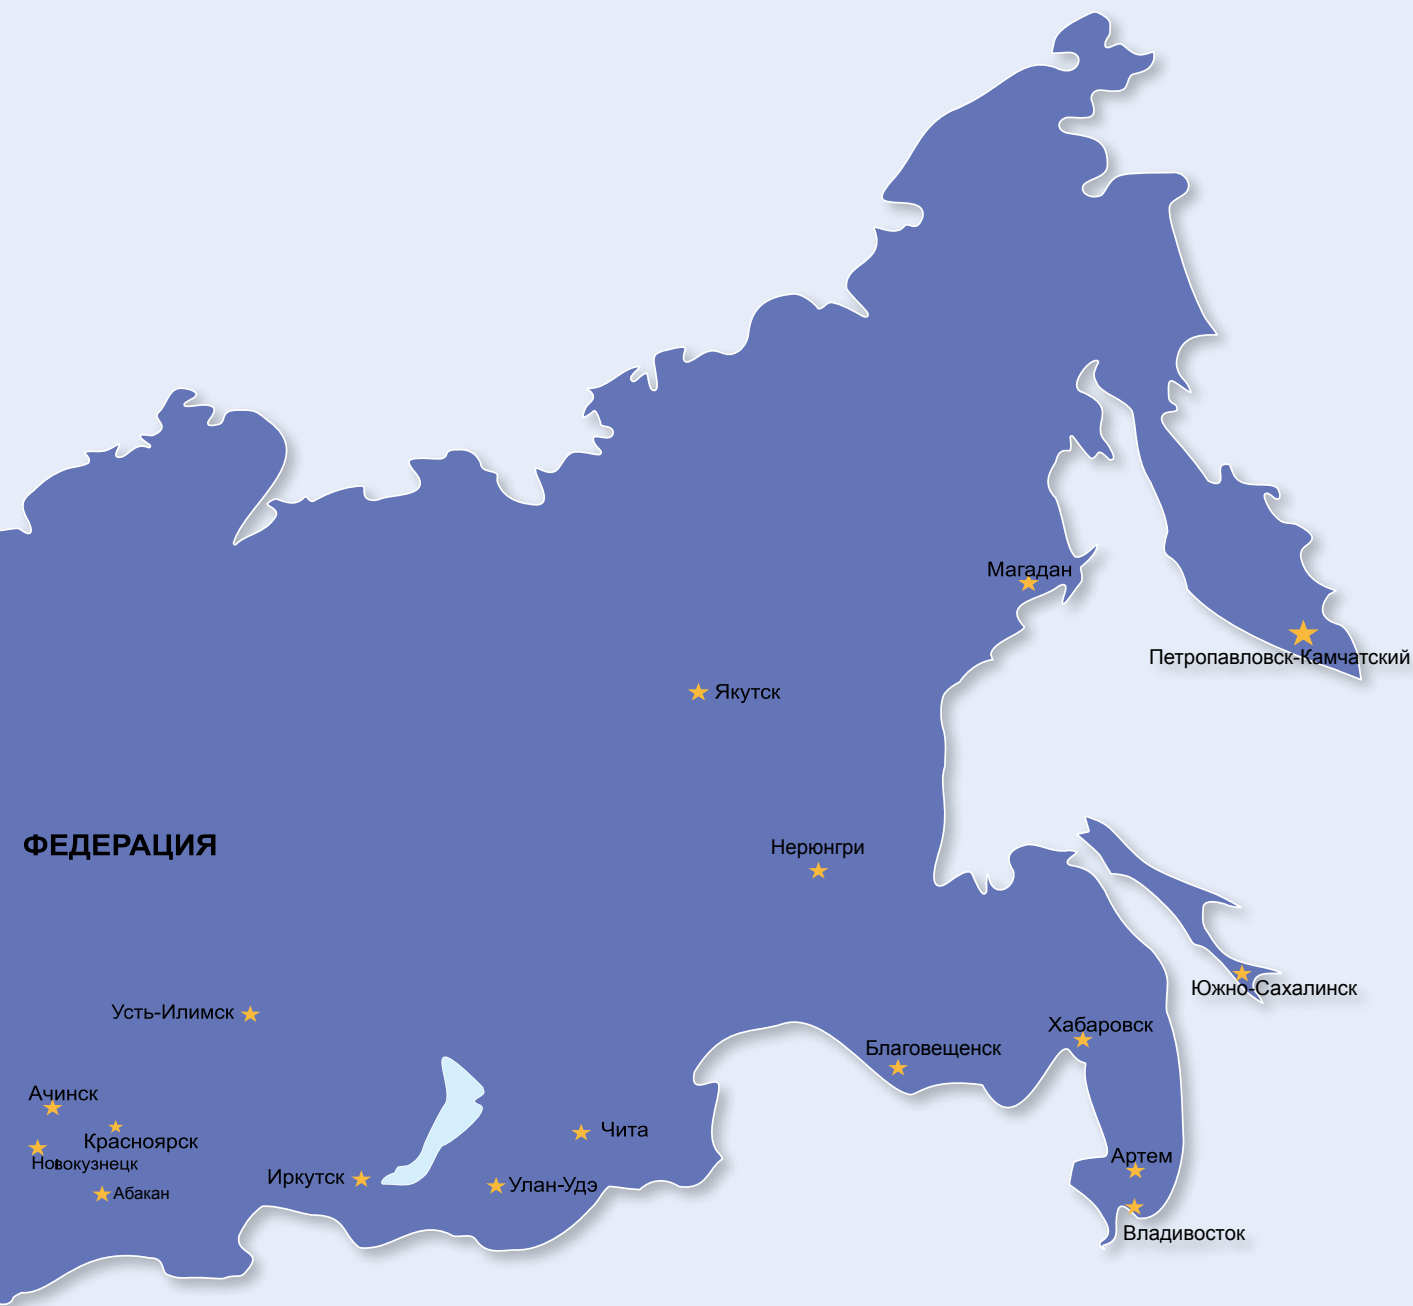 Магадан
Петропавловск-Камчатский
Якутск
ФЕДЕРАЦИЯ
Нерюнгри
Южно-Сахалинск
Усть-Илимск
Хабаровск
Благовещенск
Ачинск
Красноярск
Чита
Новокузнецк
Артем
Иркутск
Улан-Удэ
Абакан
Владивосток